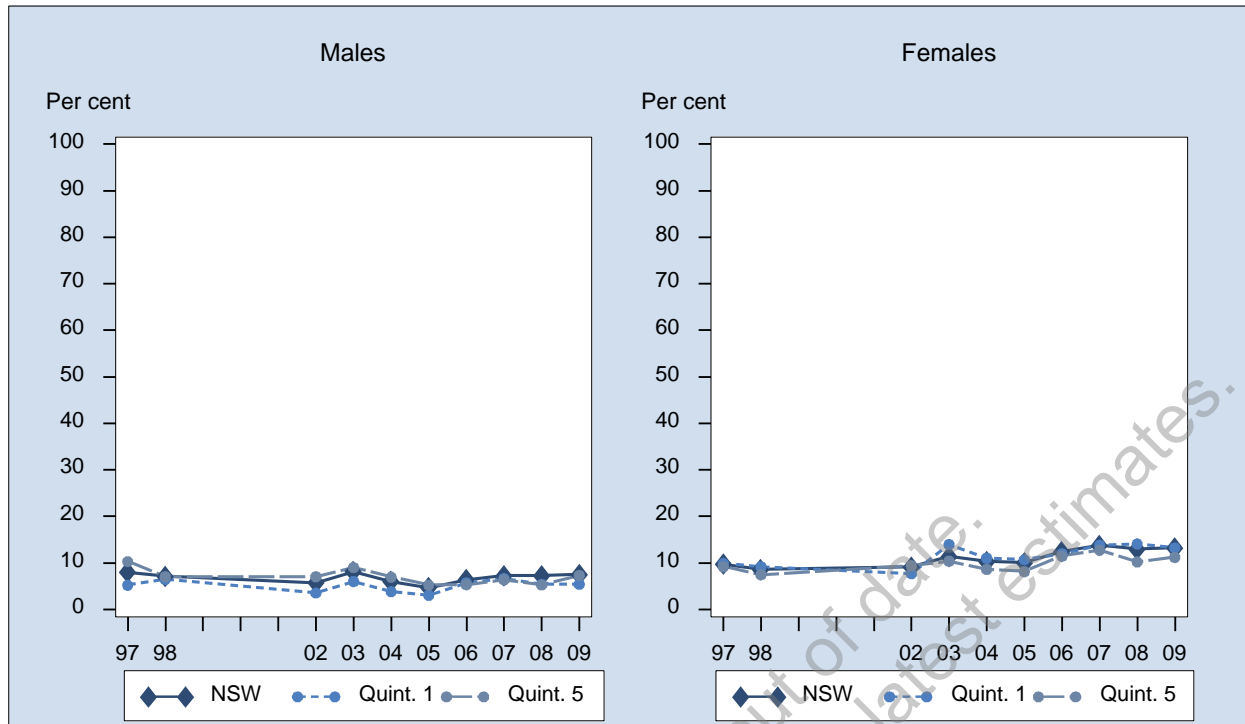 Males
Per cent
100
90
80
70
60
50
40
30
20
10
0
97 98 02 03 04 05 06 07 08 09
NSW Quint. 1 Quint. 5
Females
Per cent
100
90
80
70
60
50
40
30
20
10
0
97 98 02 03 04 05 06 07 08 09
NSW Quint. 1 Quint. 5
out of date.
latest estimates.